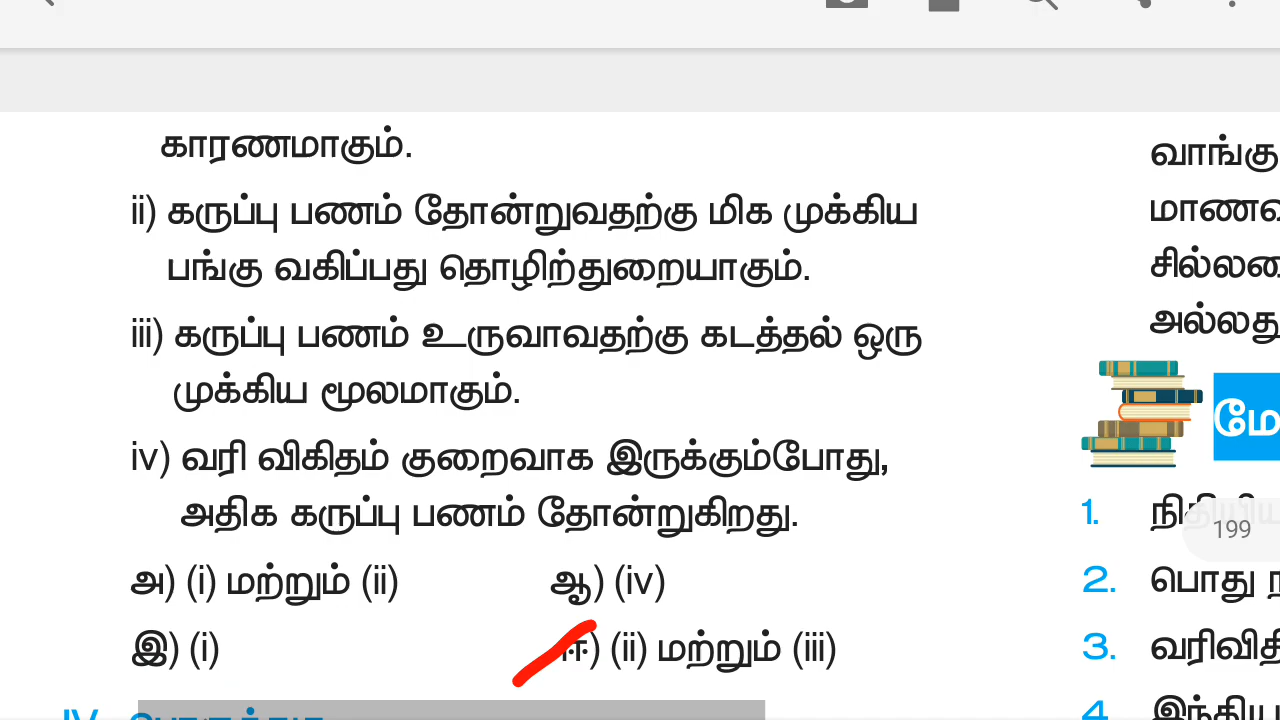 காரணமாகும்.
ii) கருப்பு பணம் தோன்றுவதற்கு மிக முக்கிய
பங்கு வகிப்பது தொழிற்துறையாகும்.
iii) கருப்பு பணம் உருவாவதற்கு கடத்தல் ஒரு
முக்கிய மூலமாகும்.
iv) வரி விகிதம் குறைவாக இருக்கும்போது,
அதிக கருப்பு பணம் தோன்றுகிறது.
அ) (i) மற்றும் (ii) ஆ) (iv)
இ) (i) ஈ) (ii) மற்றும் (iii)
IV
வாங்கு
அல்லது
மே
1.
199
2. பொது
3. வரிவிதி
4. இந்திய